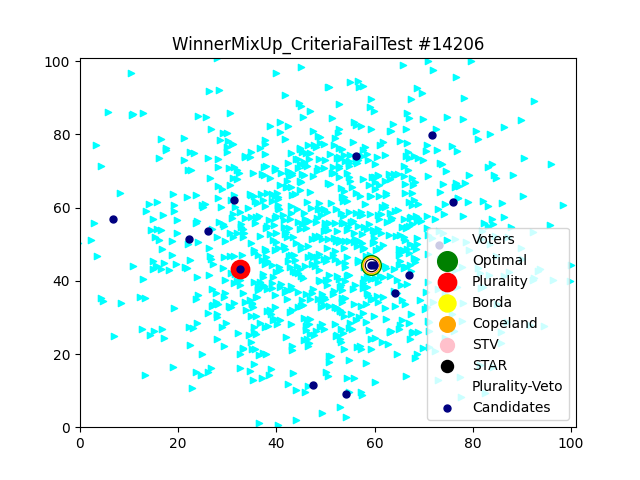 WinnerMixUp_CriteriaFailTest #14206
100
80
60
40
20
0
0 20 40 60 80 100
Voters
Optimal
Plurality
Borda
Copeland
STV
STAR
Plurality-Veto
Candidates